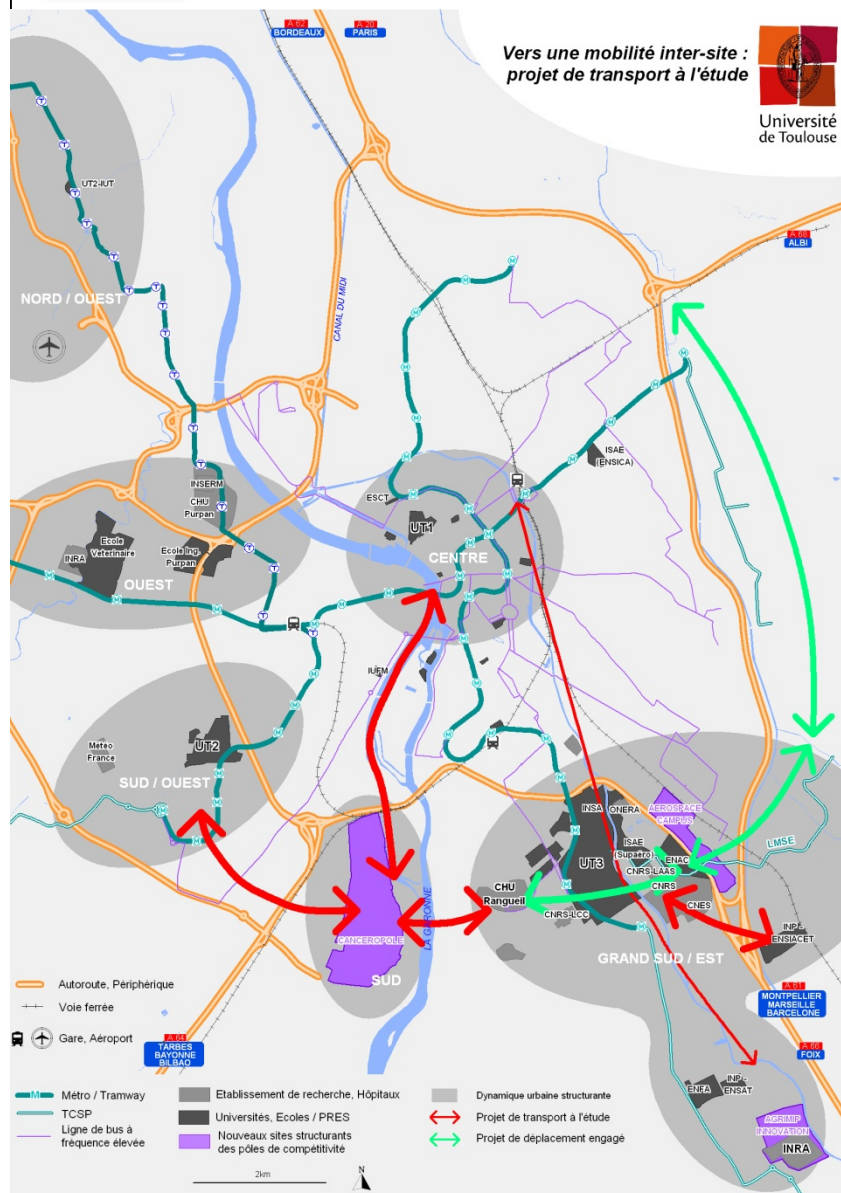 A 62
BORDEAUX
A 20
PARIS
Vers une mobilité inter-site :
projet de transport à l'étude
Université
de Toulouse
UT2-IUT
A 68
ALBI
NORD / OUEST
CANAL DU MIDI
ISAE
(ENSICA)
INSERM
CHU
Purpan
ESCT
UT1
CENTRE
Ecole
Veterinaire
INRA
Ecole Ing.
Purpan
OUEST
IUFM
Météo
France
UT2
SUD / OUEST
INSA
ONERA
AEROSPACE
CAMPUS
ISAE
(Supaero)
ENAC
LMSE
UT3
CNRS-LAAS
CNRS
CHU
Rangueil
CNES
CNRS-LCC
INP -
ENSIACET
CANCEROPOLE
LA GARONNE
SUD
GRAND SUD / EST
Autoroute, Périphérique
Voie ferrée
Gare, Aéroport
A 64
TARBES
BAYONNE
BILBAO
A 61
MONTPELLIER
MARSEILLE
BARCELONE
A 66
FOIX
ENFA
INP -
ENSAT
AGRIMIP
INNOVATION
INRA
M
Métro / Tramway
TCSP
Ligne de bus à
fréquence élevée
Etablissement de recherche, Hôpitaux
Universités, Ecoles / PRES
Nouveaux sites structurants
des pôles de compétitivité
Dynamique urbaine structurante
Projet de transport à l'étude
Projet de déplacement engagé
2km
N